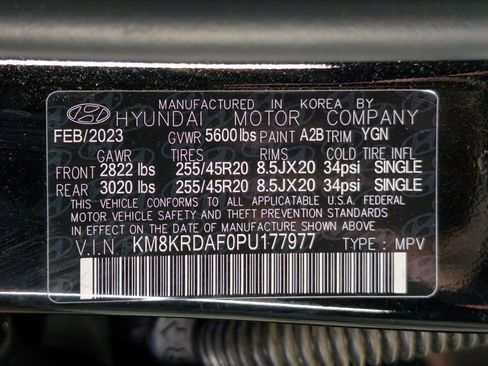 MANUFACTURED IN KOREA BY
HYUNDAI MOTOR COMPANY
FEB/2023 GVWR 5600 lbs PAINT A2B TRIM YGN
GAWR TIRES RIMS COLD TIRE INFL
FRONT 2822 lbs 255/45R20 8.5JX20 34psi SINGLE
REAR 3020 lbs 255/45R20 8.5JX20 34psi SINGLE
THIS VEHICLE CONFORMS TO ALL APPLICABLE U.S.A. FEDERAL
MOTOR VEHICLE SAFETY AND THEFT PREVENTION STANDARDS
IN EFFECT ON THE DATE OF MANUFACTURE SHOWN ABOVE.
V.I.N. KM8KRDAF0PU177977 TYPE : MPV